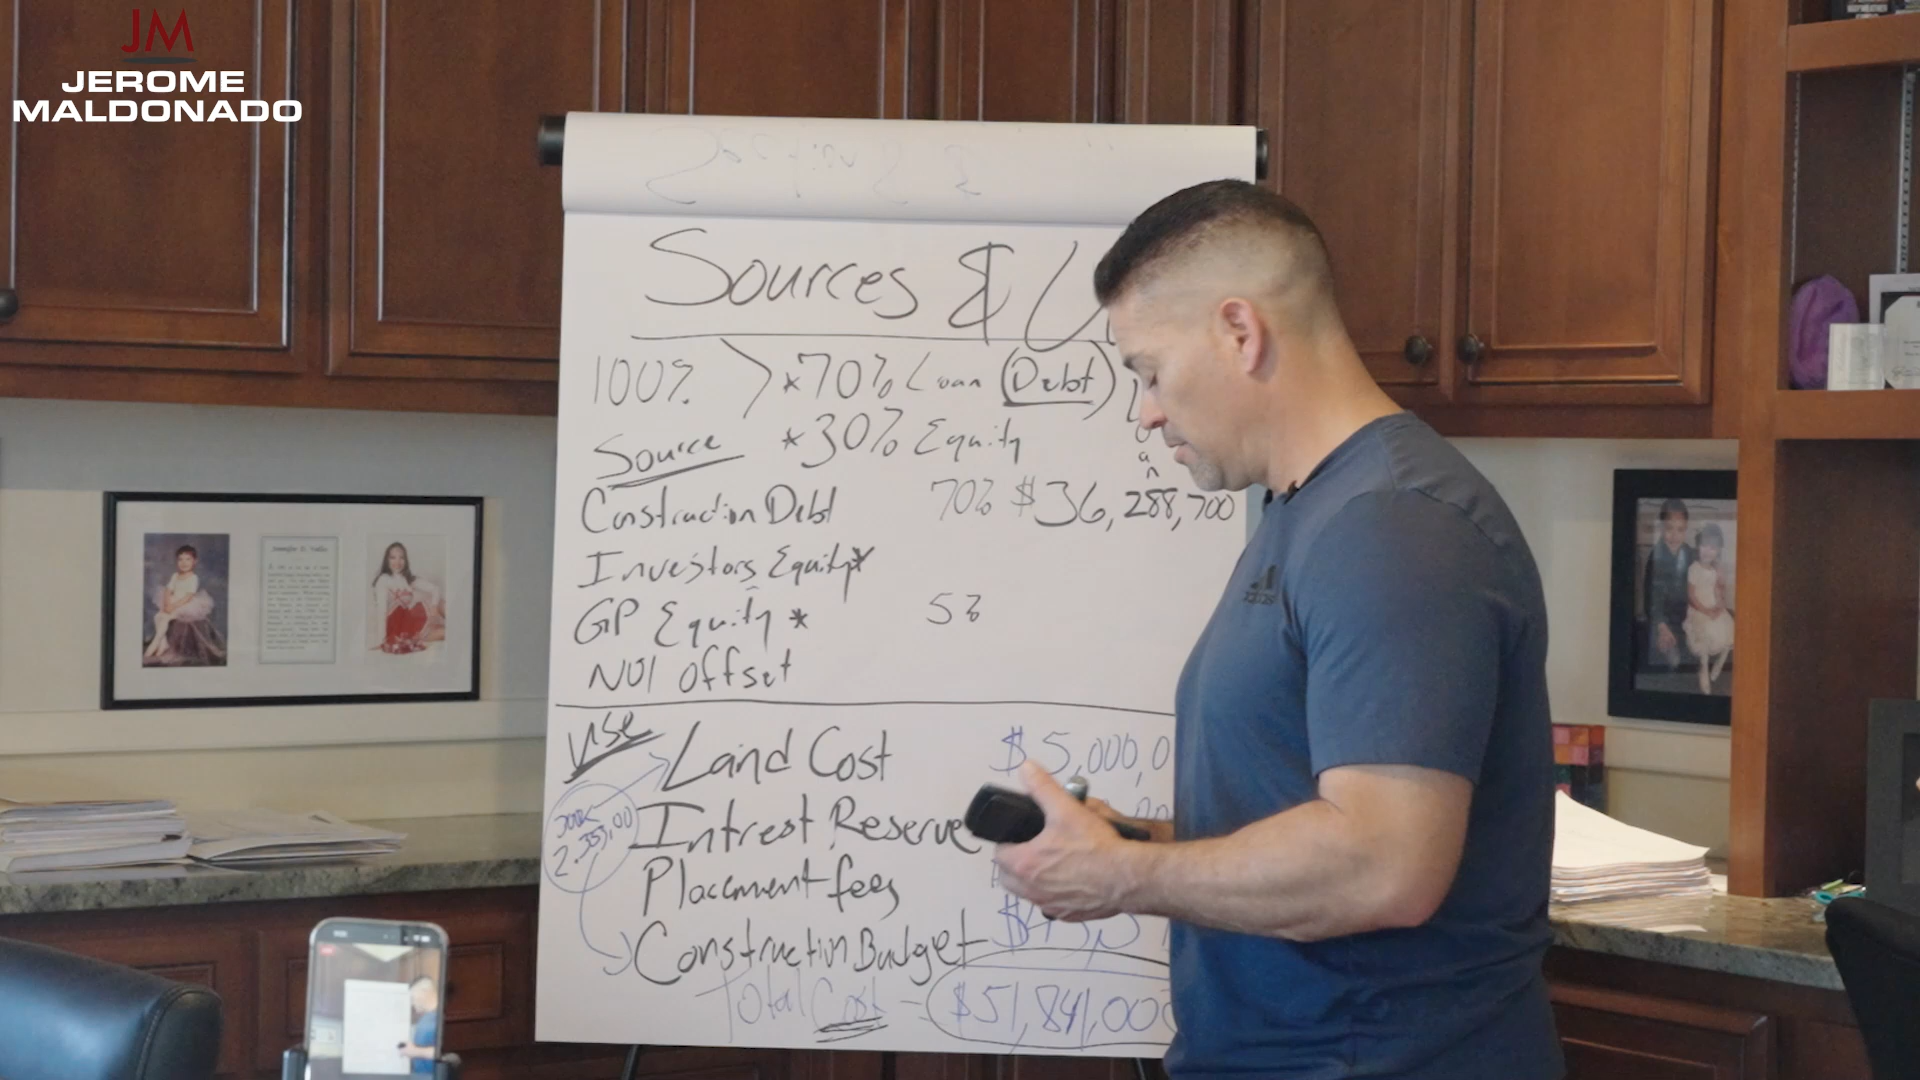 JM
JEROME
MALDONADO
Sources & U
100% * 70% Loan (Debt)
Source * 30% Equity
Construction Debt 70% $36,288,700
Investors Equity *
GP Equity * 5%
NOI offset
Use
Land Cost $5,000,0
Intrest Reserve
Placment fees
Construction Budget
Total Cost = $51,841,000